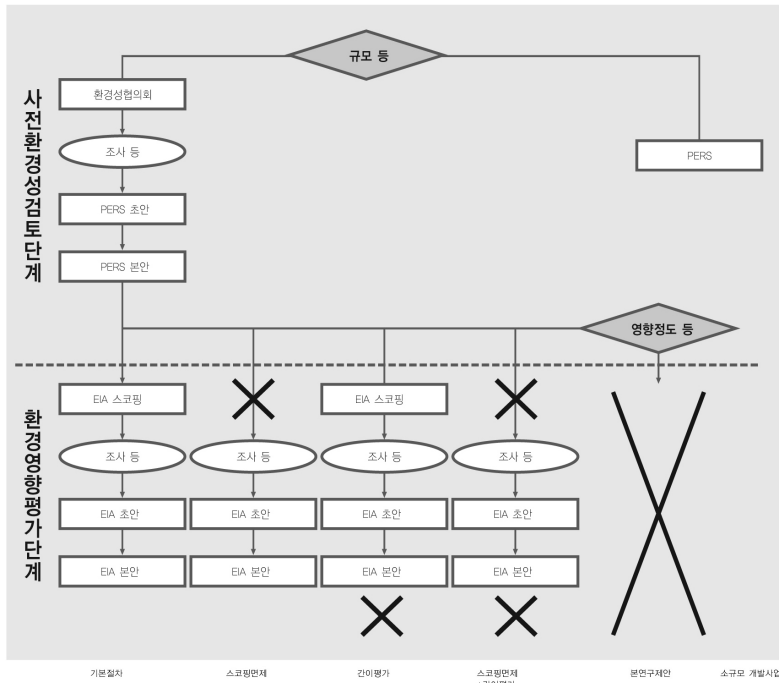 규모 등
사전환경성검토단계
환경성협의회
조사 등
PERS
PERS 초안
PERS 본안
영향정도 등
환경영향평가단계
EIA 스코핑
EIA 스코핑
조사 등
조사 등
조사 등
조사 등
EIA 초안
EIA 초안
EIA 초안
EIA 초안
EIA 본안
EIA 본안
EIA 본안
EIA 본안
기본절차
스코핑면제
간이평가
스코핑면제
본연구제안
소규모 개발사업